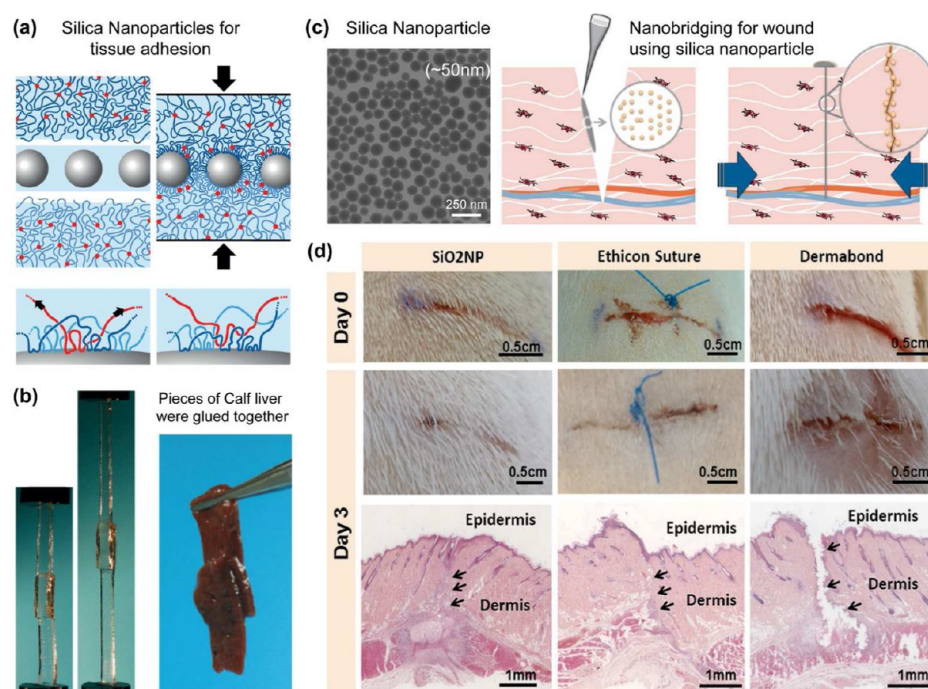 (a) Silica Nanoparticles for
tissue adhesion
(b)
Pieces of Calf liver
were glued together
(c) Silica Nanoparticle
(~50nm)
250 nm
Nanobridging for wound
using silica nanoparticle
(d)
SiO2NP
Ethicon Suture
Dermabond
Day 0
0.5cm
0.5cm
0.5cm
Day 3
0.5cm
0.5cm
0.5cm
Epidermis
Dermis
1mm
Epidermis
Dermis
1mm
Epidermis
Dermis
1mm